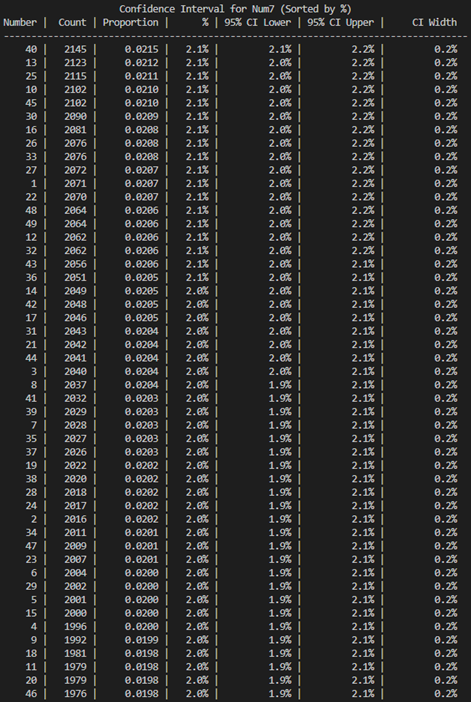 Confidence Interval for Num7 (Sorted by %)
Number | Count | Proportion | % | 95% CI Lower | 95% CI Upper | CI Width
------------------------------------------------------------------------------------
40 | 2145 | 0.0215 | 2.1% | 2.1% | 2.2% | 0.2%
13 | 2123 | 0.0212 | 2.1% | 2.0% | 2.2% | 0.2%
25 | 2115 | 0.0211 | 2.1% | 2.0% | 2.2% | 0.2%
10 | 2102 | 0.0210 | 2.1% | 2.0% | 2.2% | 0.2%
45 | 2102 | 0.0210 | 2.1% | 2.0% | 2.2% | 0.2%
30 | 2090 | 0.0209 | 2.1% | 2.0% | 2.2% | 0.2%
16 | 2081 | 0.0208 | 2.1% | 2.0% | 2.2% | 0.2%
26 | 2076 | 0.0208 | 2.1% | 2.0% | 2.2% | 0.2%
33 | 2076 | 0.0208 | 2.1% | 2.0% | 2.2% | 0.2%
27 | 2072 | 0.0207 | 2.1% | 2.0% | 2.2% | 0.2%
1 | 2071 | 0.0207 | 2.1% | 2.0% | 2.2% | 0.2%
22 | 2070 | 0.0207 | 2.1% | 2.0% | 2.2% | 0.2%
48 | 2064 | 0.0206 | 2.1% | 2.0% | 2.2% | 0.2%
49 | 2064 | 0.0206 | 2.1% | 2.0% | 2.2% | 0.2%
12 | 2062 | 0.0206 | 2.1% | 2.0% | 2.2% | 0.2%
32 | 2062 | 0.0206 | 2.1% | 2.0% | 2.2% | 0.2%
43 | 2056 | 0.0206 | 2.1% | 2.0% | 2.1% | 0.2%
36 | 2051 | 0.0205 | 2.1% | 2.0% | 2.1% | 0.2%
14 | 2049 | 0.0205 | 2.0% | 2.0% | 2.1% | 0.2%
42 | 2048 | 0.0205 | 2.0% | 2.0% | 2.1% | 0.2%
17 | 2046 | 0.0205 | 2.0% | 2.0% | 2.1% | 0.2%
31 | 2043 | 0.0204 | 2.0% | 2.0% | 2.1% | 0.2%
21 | 2042 | 0.0204 | 2.0% | 2.0% | 2.1% | 0.2%
44 | 2041 | 0.0204 | 2.0% | 2.0% | 2.1% | 0.2%
3 | 2040 | 0.0204 | 2.0% | 2.0% | 2.1% | 0.2%
8 | 2037 | 0.0204 | 2.0% | 1.9% | 2.1% | 0.2%
41 | 2032 | 0.0203 | 2.0% | 1.9% | 2.1% | 0.2%
39 | 2029 | 0.0203 | 2.0% | 1.9% | 2.1% | 0.2%
7 | 2028 | 0.0203 | 2.0% | 1.9% | 2.1% | 0.2%
35 | 2027 | 0.0203 | 2.0% | 1.9% | 2.1% | 0.2%
37 | 2026 | 0.0203 | 2.0% | 1.9% | 2.1% | 0.2%
19 | 2022 | 0.0202 | 2.0% | 1.9% | 2.1% | 0.2%
38 | 2020 | 0.0202 | 2.0% | 1.9% | 2.1% | 0.2%
28 | 2018 | 0.0202 | 2.0% | 1.9% | 2.1% | 0.2%
24 | 2017 | 0.0202 | 2.0% | 1.9% | 2.1% | 0.2%
2 | 2016 | 0.0202 | 2.0% | 1.9% | 2.1% | 0.2%
34 | 2011 | 0.0201 | 2.0% | 1.9% | 2.1% | 0.2%
47 | 2009 | 0.0201 | 2.0% | 1.9% | 2.1% | 0.2%
23 | 2007 | 0.0201 | 2.0% | 1.9% | 2.1% | 0.2%
6 | 2004 | 0.0200 | 2.0% | 1.9% | 2.1% | 0.2%
29 | 2002 | 0.0200 | 2.0% | 1.9% | 2.1% | 0.2%
5 | 2001 | 0.0200 | 2.0% | 1.9% | 2.1% | 0.2%
15 | 2000 | 0.0200 | 2.0% | 1.9% | 2.1% | 0.2%
4 | 1996 | 0.0200 | 2.0% | 1.9% | 2.1% | 0.2%
9 | 1992 | 0.0199 | 2.0% | 1.9% | 2.1% | 0.2%
18 | 1981 | 0.0198 | 2.0% | 1.9% | 2.1% | 0.2%
11 | 1979 | 0.0198 | 2.0% | 1.9% | 2.1% | 0.2%
20 | 1979 | 0.0198 | 2.0% | 1.9% | 2.1% | 0.2%
46 | 1976 | 0.0198 | 2.0% | 1.9% | 2.1% | 0.2%